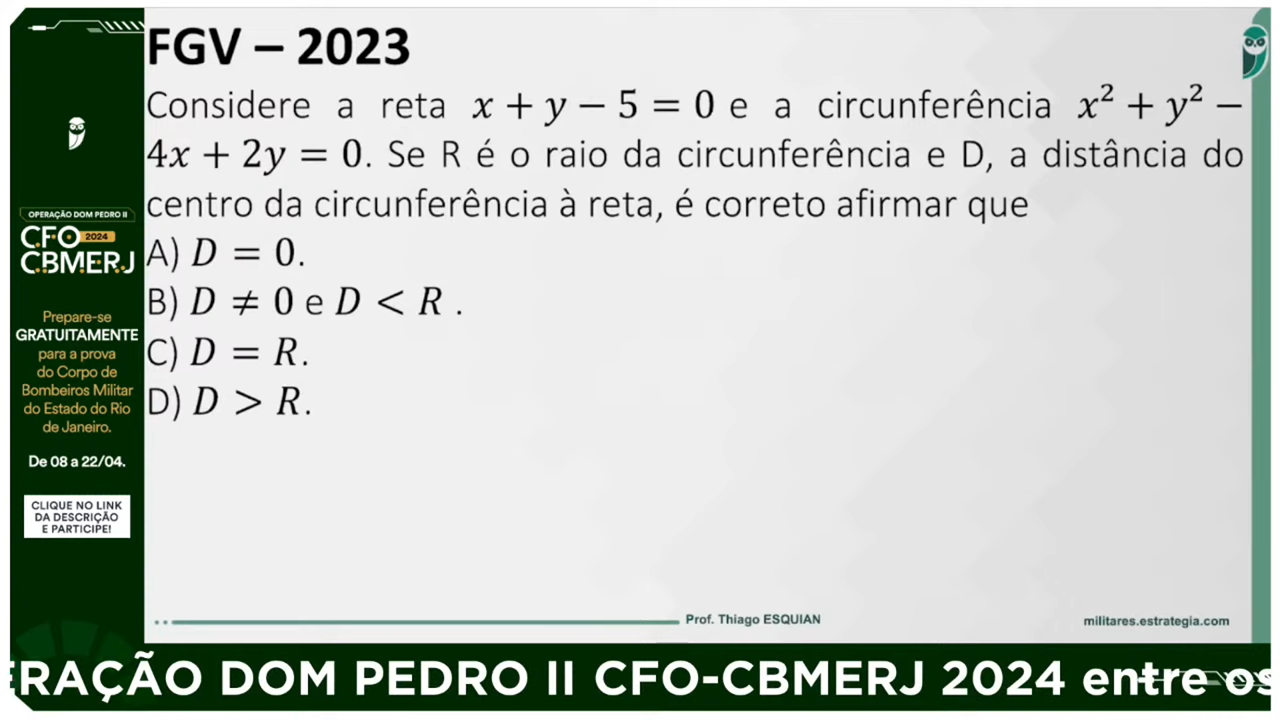 FGV – 2023
Considere a reta x + y − 5 = 0 e a circunferência x² + y² −
4x + 2y = 0. Se R é o raio da circunferência e D, a distância do
centro da circunferência à reta, é correto afirmar que
A) D = 0.
B) D ≠ 0 e D < R .
C) D = R.
D) D > R.
OPERAÇÃO DOM PEDRO II
CFO 2024
CBMERJ
Prepare-se
GRATUITAMENTE
para a prova
do Corpo de
Bombeiros Militar
do Estado do Rio
de Janeiro.
De 08 a 22/04.
CLIQUE NO LINK
DA DESCRIÇÃO
E PARTICIPE!
Prof. Thiago ESQUIAN
militares.estrategia.com
ERAÇÃO DOM PEDRO II CFO-CBMERJ 2024 entre os